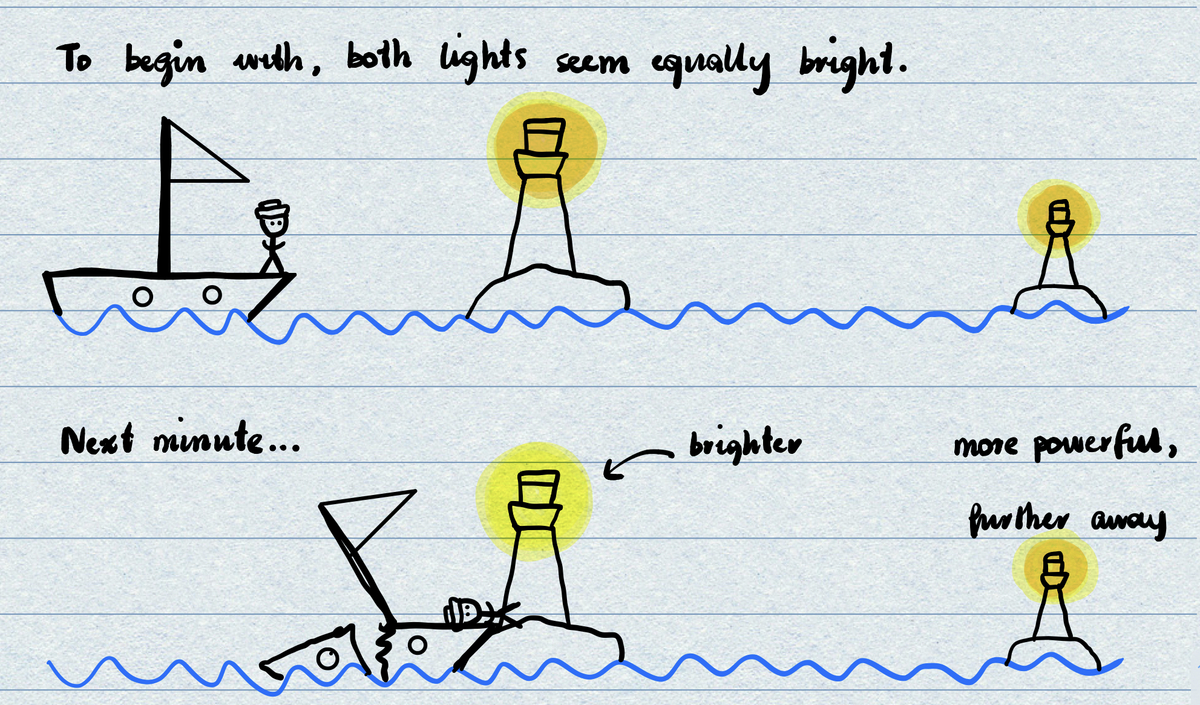 To begin with, both lights seem equally bright.
Next minute...
brighter
more powerful,
further away